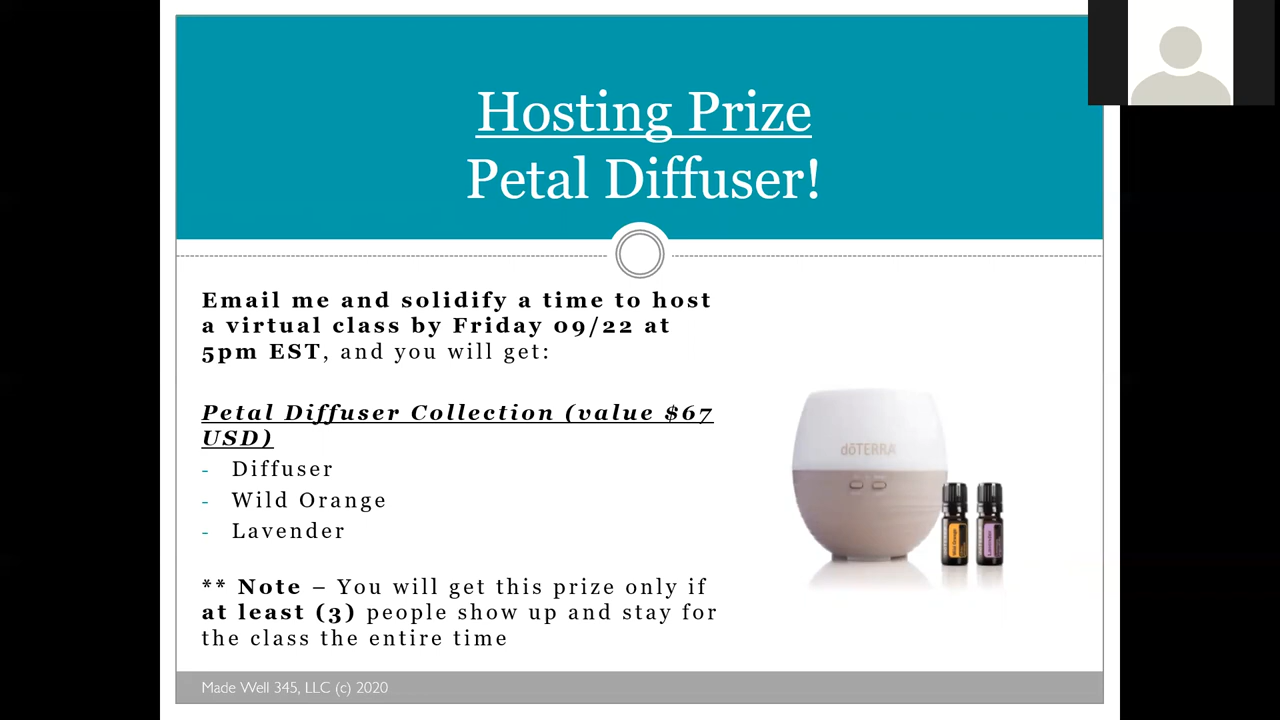 Hosting Prize
Petal Diffuser!
Email me and solidify a time to host
a virtual class by Friday 09/22 at
5pm EST, and you will get:
Petal Diffuser Collection (value $67
USD)
- Diffuser
- Wild Orange
- Lavender
** Note – You will get this prize only if
at least (3) people show up and stay for
the class the entire time
dōTERRA
Wild Orange
Lavender
Made Well 345, LLC (c) 2020